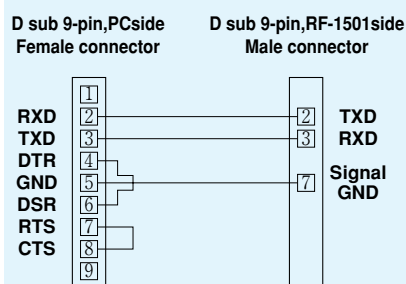 D sub 9-pin,PCside D sub 9-pin,RF-1501side
Female connector Male connector
1
RXD 2 2 TXD
TXD 3 3 RXD
DTR 4
GND 5 7 Signal GND
DSR 6
RTS 7
CTS 8
9